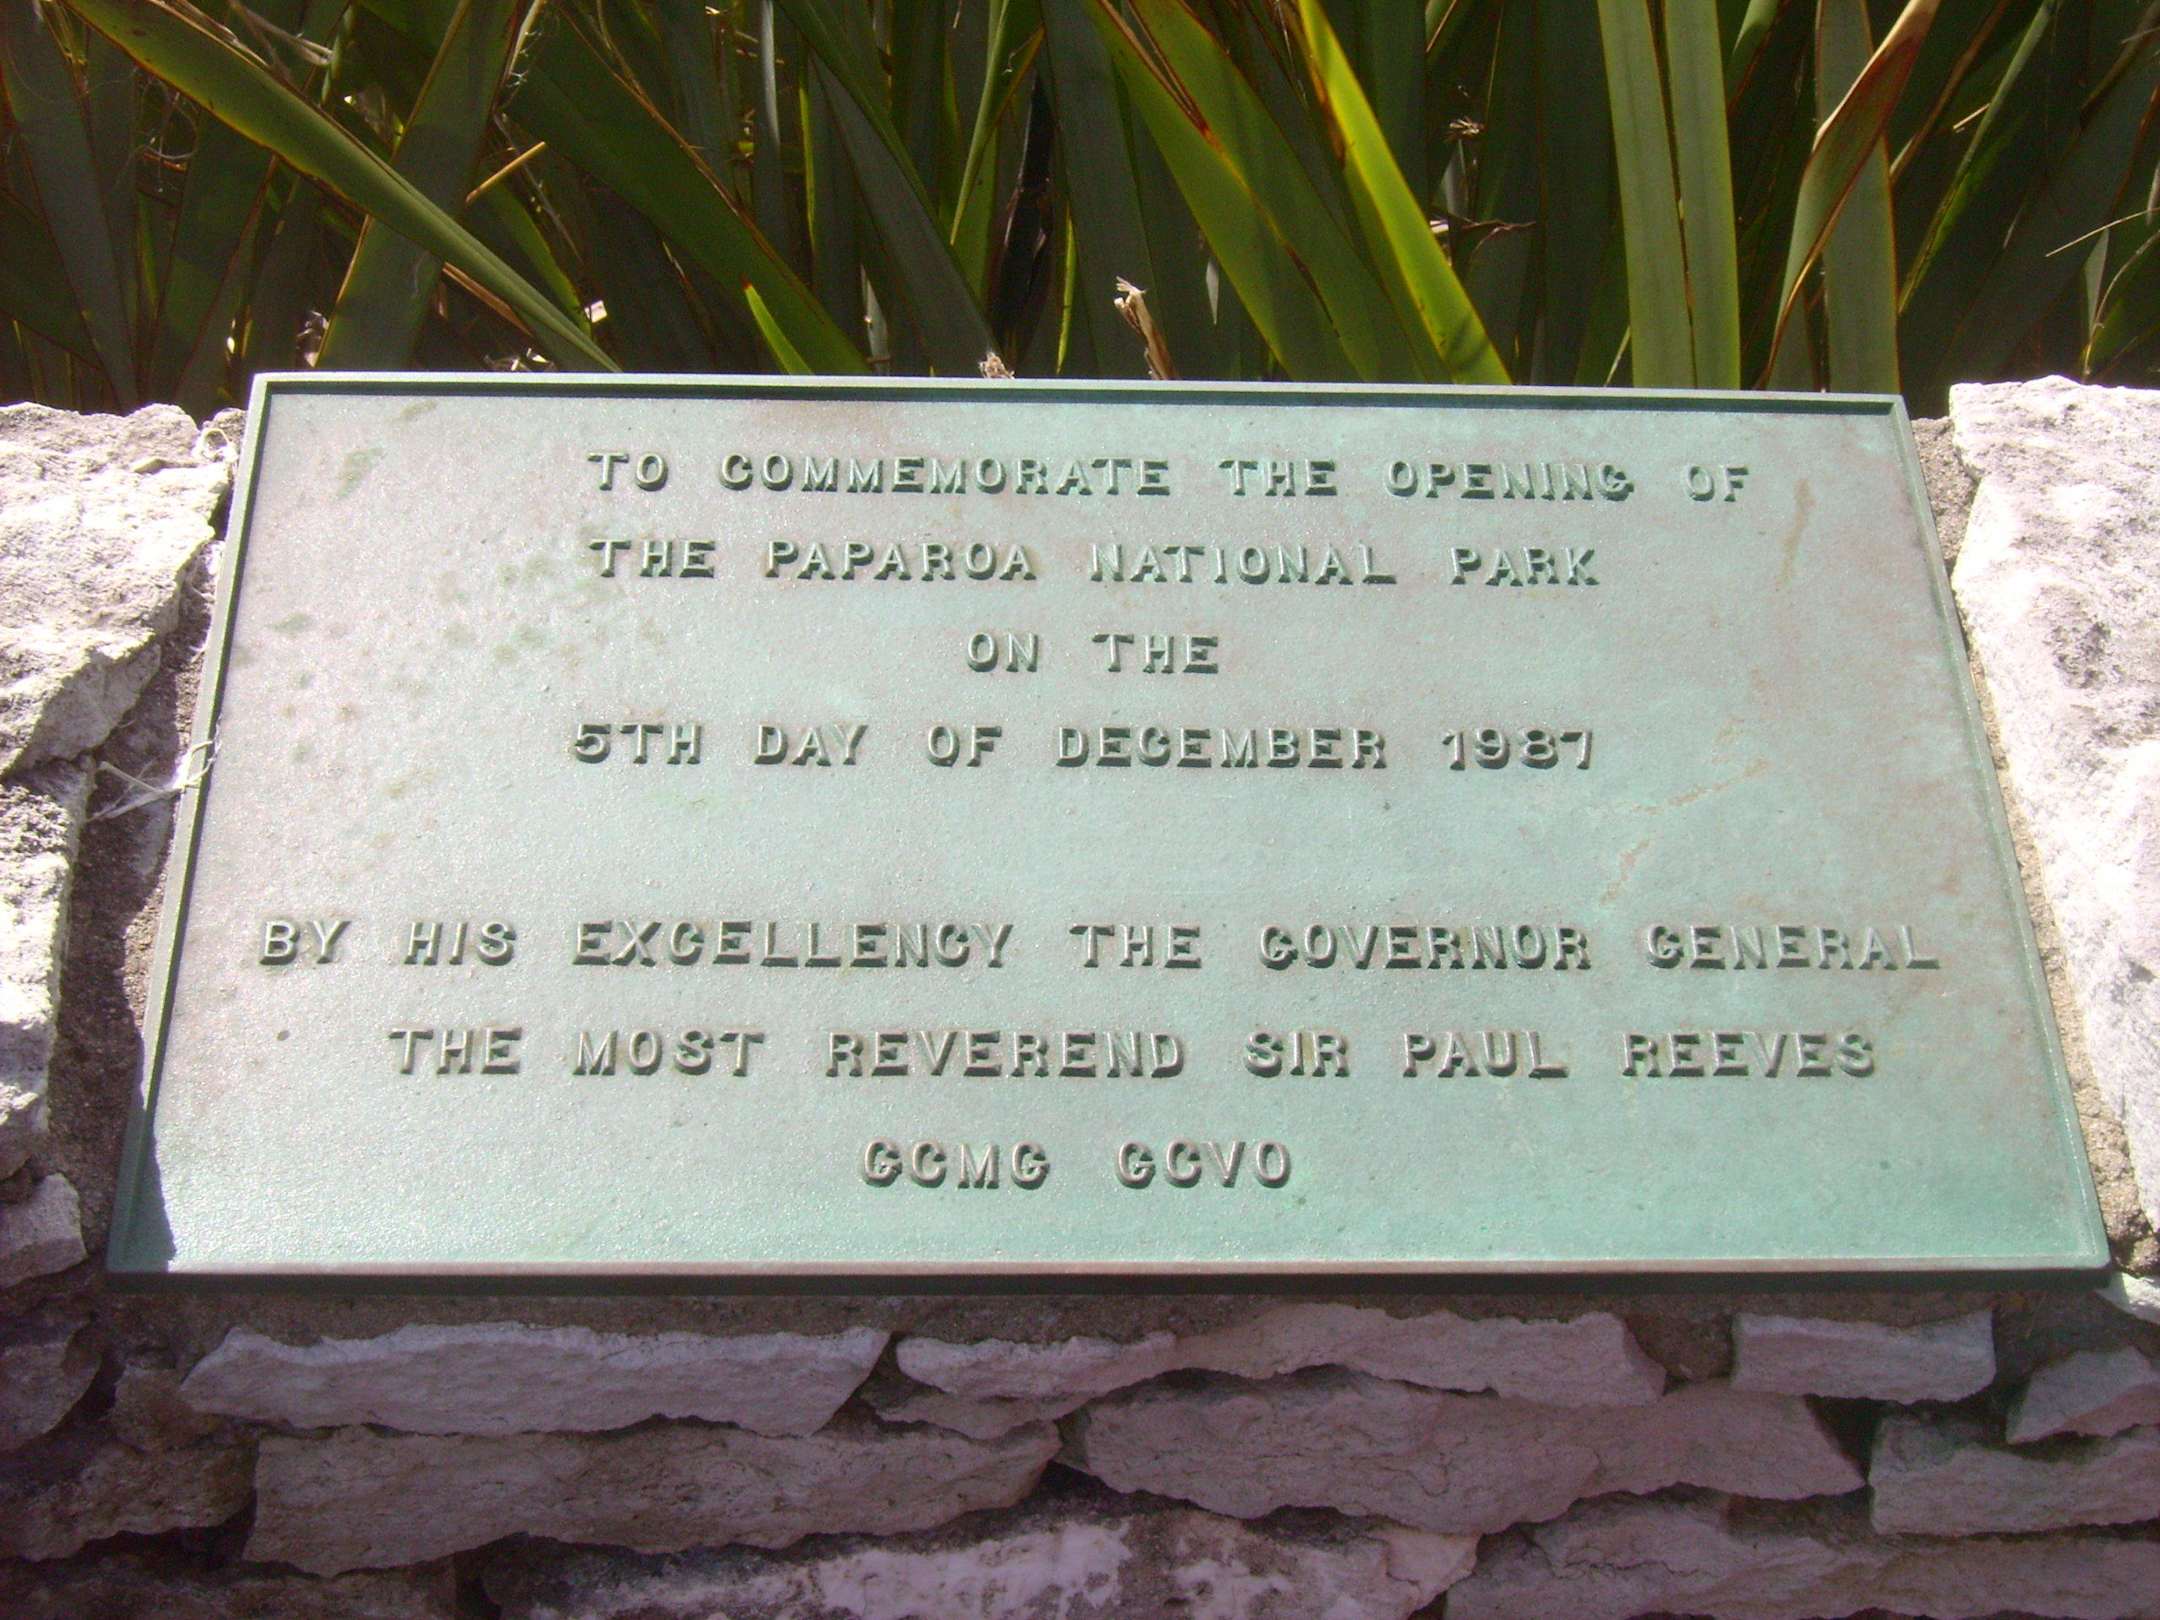 TO COMMEMORATE THE OPENING OF
THE PAPAROA NATIONAL PARK
ON THE
5TH DAY OF DECEMBER 1987
BY HIS EXCELLENCY THE GOVERNOR GENERAL
THE MOST REVEREND SIR PAUL REEVES
GCMG GCVO